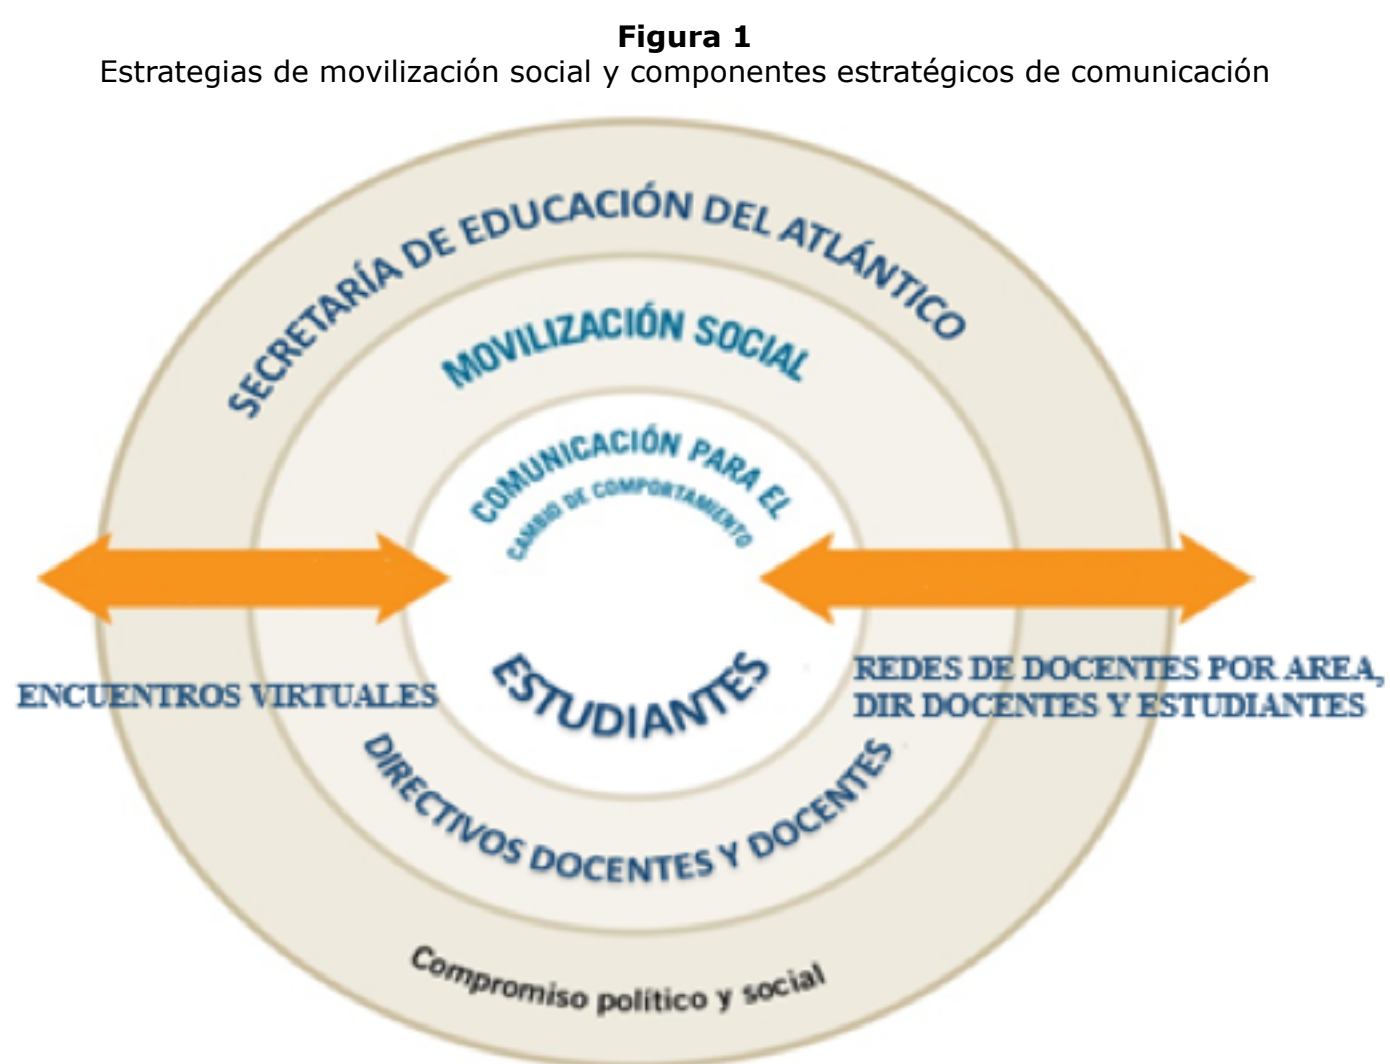 Figura 1
Estrategias de movilización social y componentes estratégicos de comunicación
SECRETARÍA DE EDUCACIÓN DEL ATLÁNTICO
MOVILIZACIÓN SOCIAL
COMUNICACIÓN PARA EL
CAMBIO DE COMPORTAMIENTO
ESTUDIANTES
ENCUENTROS VIRTUALES
REDES DE DOCENTES POR AREA,
DIR DOCENTES Y ESTUDIANTES
DIRECTIVOS DOCENTES Y DOCENTES
Compromiso político y social